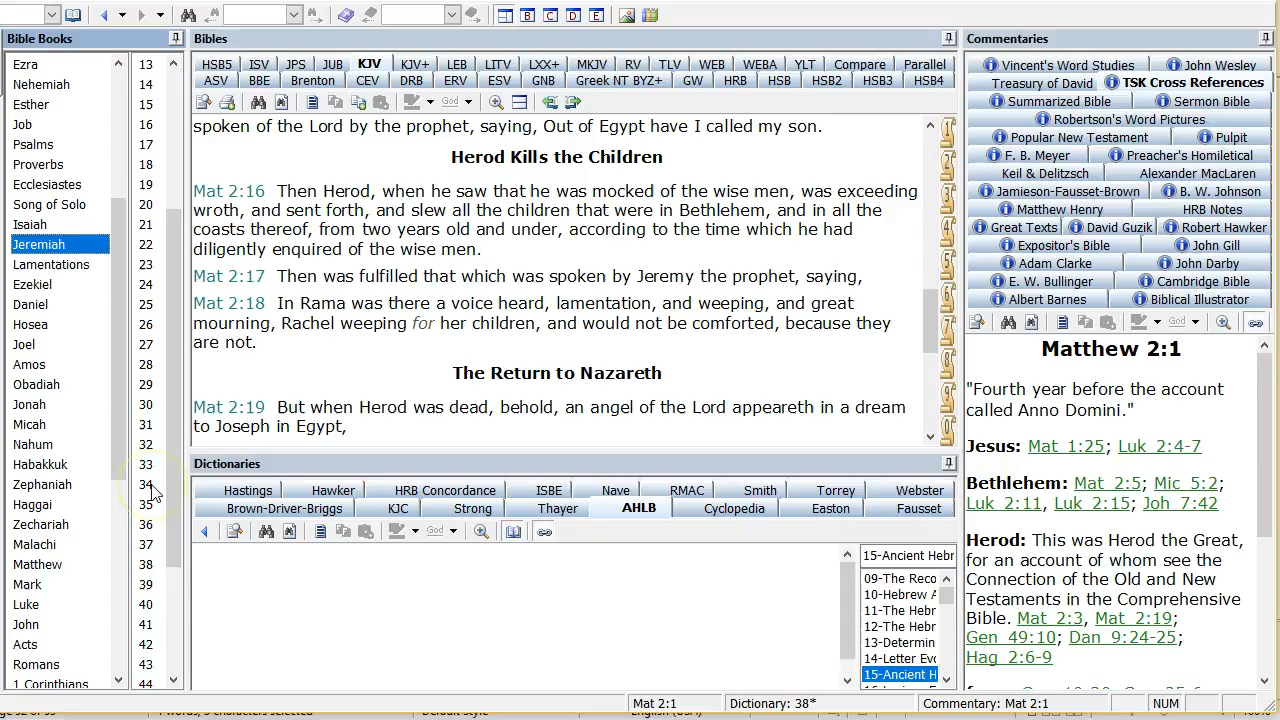 B C D E
Bible Books
Ezra
Nehemiah
Esther
Job
Psalms
Proverbs
Ecclesiastes
Song of Solo
Isaiah
Jeremiah
Lamentations
Ezekiel
Daniel
Hosea
Joel
Amos
Obadiah
Jonah
Micah
Nahum
Habakkuk
Zephaniah
Haggai
Zechariah
Malachi
Matthew
Mark
Luke
John
Acts
Romans
1 Corinthians
13
14
15
16
17
18
19
20
21
22
23
24
25
26
27
28
29
30
31
32
33
34
35
36
37
38
39
40
41
42
43
44
Bibles
HSB5 ISV JPS JUB KJV KJV+ LEB LITV LXX+ MKJV RV TLV WEB WEBA YLT Compare Parallel
ASV BBE Brenton CEV DRB ERV ESV GNB Greek NT BYZ+ GW HRB HSB HSB2 HSB3 HSB4
God
spoken of the Lord by the prophet, saying, Out of Egypt have I called my son.
Herod Kills the Children
Mat 2:16 Then Herod, when he saw that he was mocked of the wise men, was exceeding
wroth, and sent forth, and slew all the children that were in Bethlehem, and in all the
coasts thereof, from two years old and under, according to the time which he had
diligently enquired of the wise men.
Mat 2:17 Then was fulfilled that which was spoken by Jeremy the prophet, saying,
Mat 2:18 In Rama was there a voice heard, lamentation, and weeping, and great
mourning, Rachel weeping for her children, and would not be comforted, because they
are not.
The Return to Nazareth
Mat 2:19 But when Herod was dead, behold, an angel of the Lord appeareth in a dream
to Joseph in Egypt,
1
2
3
4
5
6
7
8
9
0
Dictionaries
Hastings Hawker HRB Concordance ISBE Nave RMAC Smith Torrey Webster
Brown-Driver-Briggs KJC Strong Thayer AHLB Cyclopedia Easton Fausset
God
15-Ancient Hebr
09-The Reco
10-Hebrew A
11-The Hebr
12-The Hebr
13-Determin
14-Letter Evo
15-Ancient H
Commentaries
Vincent's Word Studies John Wesley
Treasury of David TSK Cross References
Summarized Bible Sermon Bible
Robertson's Word Pictures
Popular New Testament Pulpit
F. B. Meyer Preacher's Homiletical
Keil & Delitzsch Alexander MacLaren
Jamieson-Fausset-Brown B. W. Johnson
Matthew Henry HRB Notes
Great Texts David Guzik Robert Hawker
Expositor's Bible John Gill
Adam Clarke John Darby
E. W. Bullinger Cambridge Bible
Albert Barnes Biblical Illustrator
God
Matthew 2:1
"Fourth year before the account
called Anno Domini."
Jesus: Mat_1:25; Luk_2:4-7
Bethlehem: Mat_2:5; Mic_5:2;
Luk_2:11, Luk_2:15; Joh_7:42
Herod: This was Herod the Great,
for an account of whom see the
Connection of the Old and New
Testaments in the Comprehensive
Bible. Mat_2:3, Mat_2:19;
Gen_49:10; Dan_9:24-25;
Hag_2:6-9
Mat 2:1 Dictionary: 38* Commentary: Mat 2:1 NUM